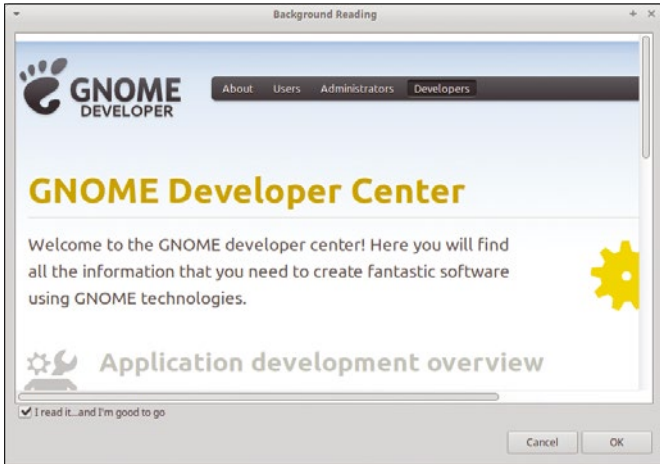 Background Reading
GNOME
DEVELOPER
About Users Administrators Developers
GNOME Developer Center
Welcome to the GNOME developer center! Here you will find
all the information that you need to create fantastic software
using GNOME technologies.
Application development overview
I read it...and I'm good to go
Cancel OK